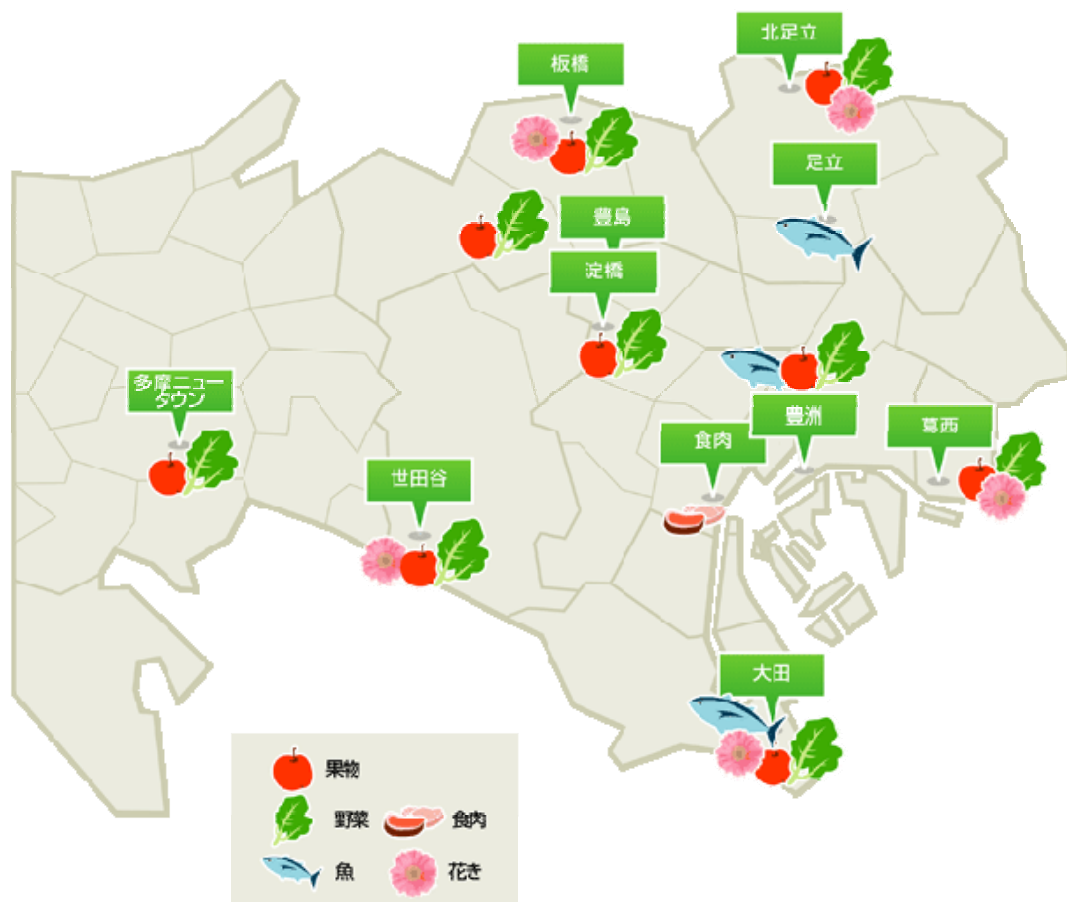 北足立
板橋
足立
豊島
淀橋
多摩ニュー
タウン
豊洲
葛西
食肉
世田谷
大田
果物
野菜
食肉
魚
花き